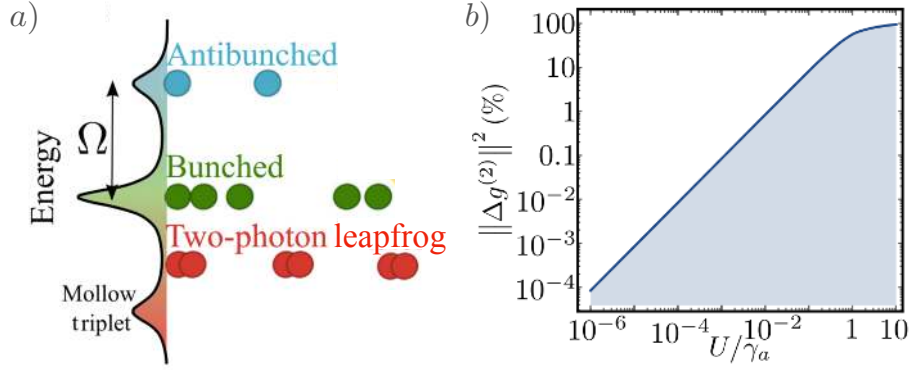 a)
Antibunched
Ω
Energy
Bunched
Two-photon leapfrog
Mollow
triplet
b)
||Δg^{(2)}||^2 (%)
100
10
1
0.1
10^{-2}
10^{-3}
10^{-4}
10^{-6} 10^{-4} 10^{-2} 1 10
U/γ_a